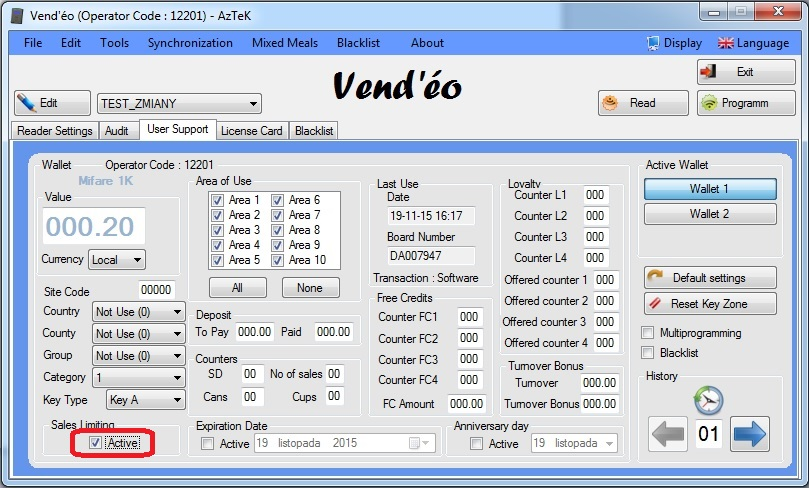 Vend'éo (Operator Code : 12201) - AzTeK
File Edit Tools Synchronization Mixed Meals Blacklist About Display Language
Vend'éo
Exit
Edit TEST_ZMIANY Read Programm
Reader Settings Audit User Support License Card Blacklist
Wallet Operator Code : 12201
Mifare 1K
Value
000.20
Currency Local
Site Code 00000
Country Not Use (0)
County Not Use (0)
Group Not Use (0)
Category 1
Key Type Key A
Sales Limiting
Active
Area of Use
Area 1 Area 6
Area 2 Area 7
Area 3 Area 8
Area 4 Area 9
Area 5 Area 10
All None
Deposit
To Pay 000.00 Paid 000.00
Counters
SD 00 No of sales 00
Cans 00 Cups 00
Expiration Date
Active 19 listopada 2015
Last Use
Date
19-11-15 16:17
Board Number
DA007947
Transaction : Software
Free Credits
Counter FC1 000
Counter FC2 000
Counter FC3 000
Counter FC4 000
FC Amount 000.00
Loyalty
Counter L1 000
Counter L2 000
Counter L3 000
Counter L4 000
Offered counter 1 000
Offered counter 2 000
Offered counter 3 000
Offered counter 4 000
Turnover Bonus
Turnover 000.00
Turnover Bonus 000.00
Anniversary day
Active 19 listopada
Active Wallet
Wallet 1
Wallet 2
Default settings
Reset Key Zone
Multiprogramming
Blacklist
History
01